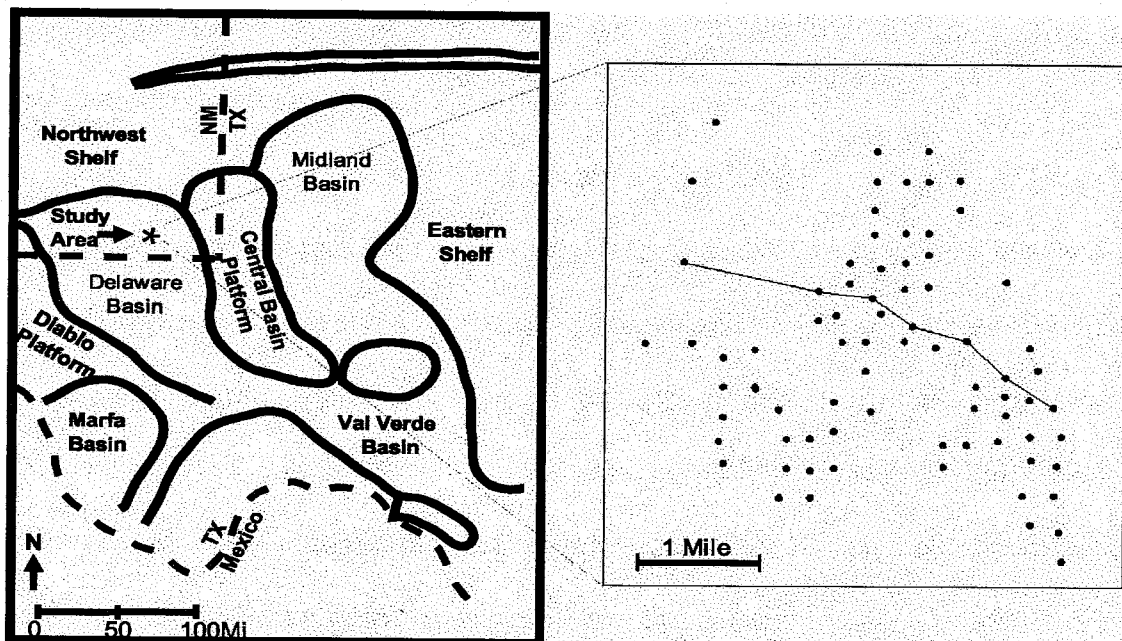 NM
TX
Northwest
Shelf
Midland
Basin
Study
Area
Eastern
Shelf
Central Basin
Platform
Delaware
Basin
Diablo
Platform
Marfa
Basin
Val Verde
Basin
TX
Mexico
N
0 50 100Mi
1 Mile